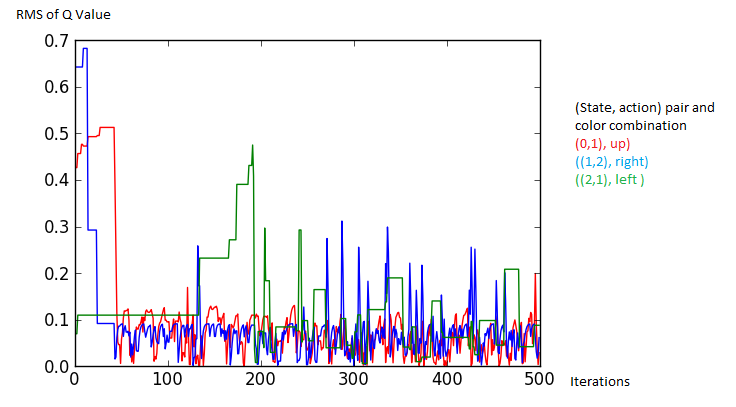 RMS of Q Value
0.7
0.6
0.5
0.4
0.3
0.2
0.1
0.0
0 100 200 300 400 500
Iterations
(State, action) pair and
color combination
(0,1), up)
((1,2), right)
((2,1), left )